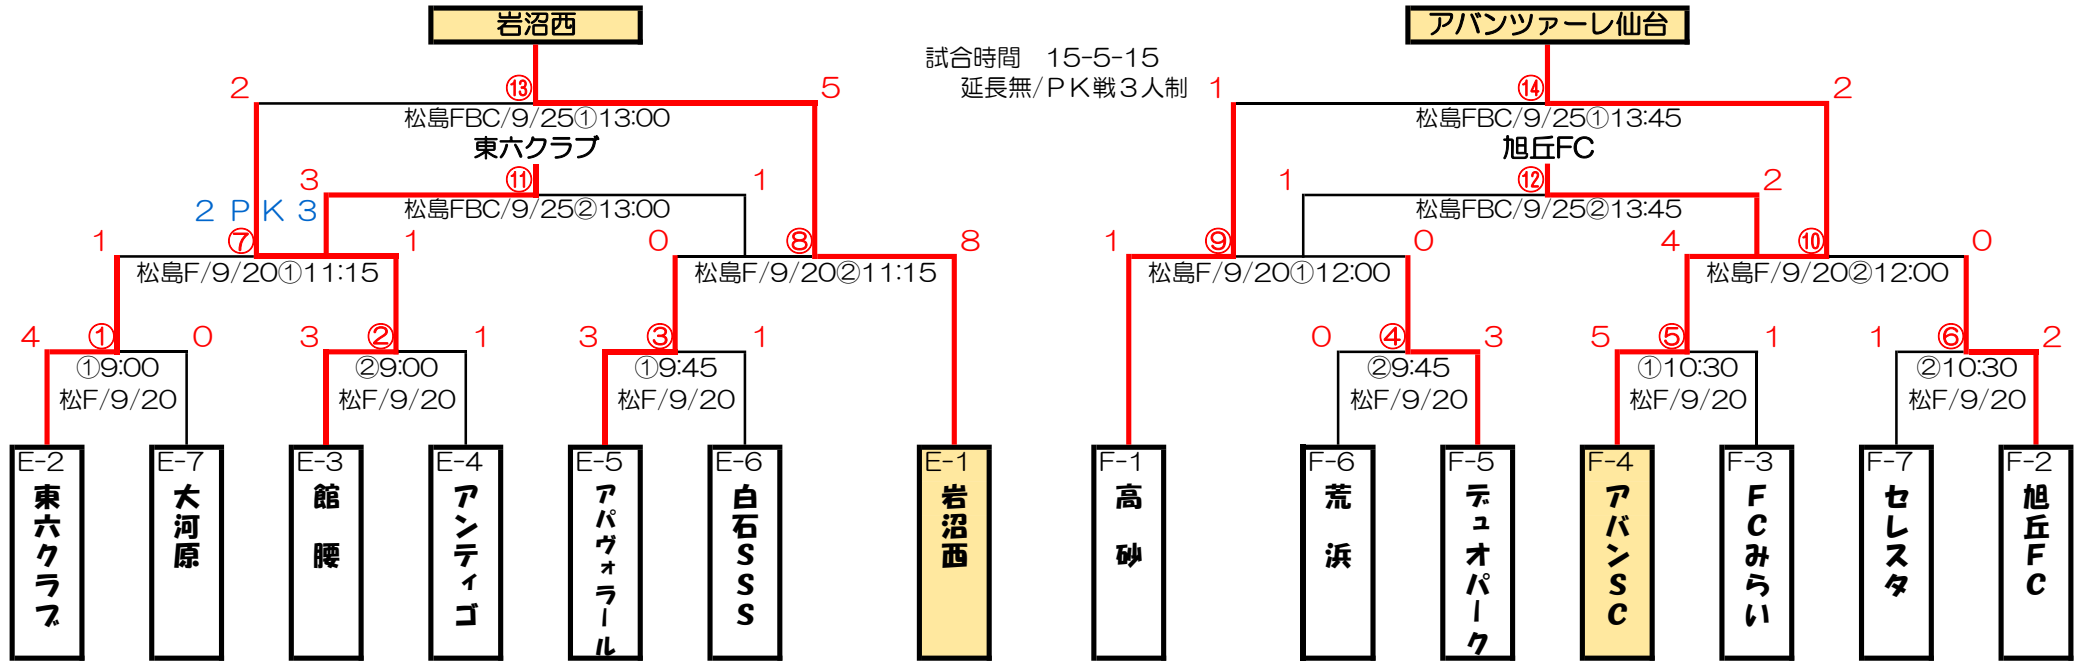 岩沼西
アバンツァーレ仙台
試合時間 15-5-15
延長無/PK戦3人制
2 ⑬ 5
松島FBC/9/25①13:00
東六クラブ
3 ⑪ 1
2 PK 3
松島FBC/9/25②13:00
1 ⑦ 1
松島F/9/20①11:15
0 ⑧ 8
松島F/9/20②11:15
4 ① 0
①9:00
松F/9/20
3 ② 1
②9:00
松F/9/20
3 ③ 1
①9:45
松F/9/20
E-2
東六クラブ
E-7
大河原
E-3
館腰
E-4
アンティゴ
E-5
アパヴォラール
E-6
白石SSS
E-1
岩沼西
1 ⑭ 2
松島FBC/9/25①13:45
旭丘FC
1 ⑫ 2
松島FBC/9/25②13:45
1 ⑨ 0
松島F/9/20①12:00
4 ⑩ 0
松島F/9/20②12:00
0 ④ 3
②9:45
松F/9/20
5 ⑤ 1
①10:30
松F/9/20
1 ⑥ 2
②10:30
松F/9/20
F-1
高砂
F-6
荒浜
F-5
デュオパーク
F-4
アバンSC
F-3
FCみらい
F-7
セレスタ
F-2
旭丘FC